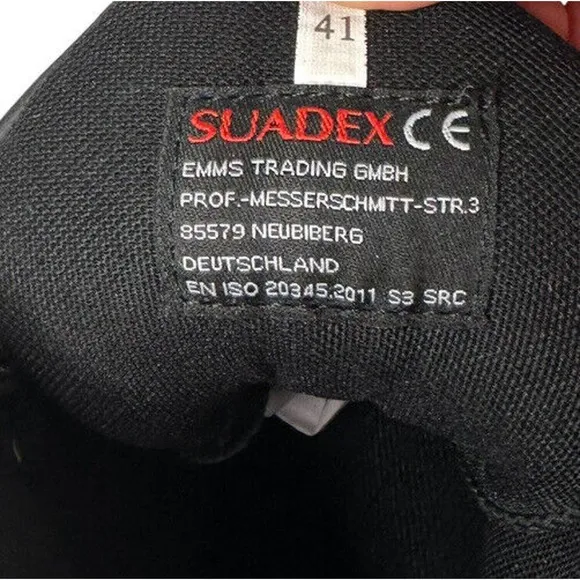 41
SUADEX CE
EMMS TRADING GMBH
PROF.-MESSERSCHMITT-STR.3
85579 NEUBIBERG
DEUTSCHLAND
EN ISO 20345.2011 S3 SRC